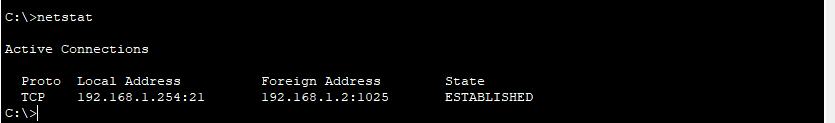 C:\>netstat
Active Connections
Proto Local Address Foreign Address State
TCP 192.168.1.254:21 192.168.1.2:1025 ESTABLISHED
C:\>